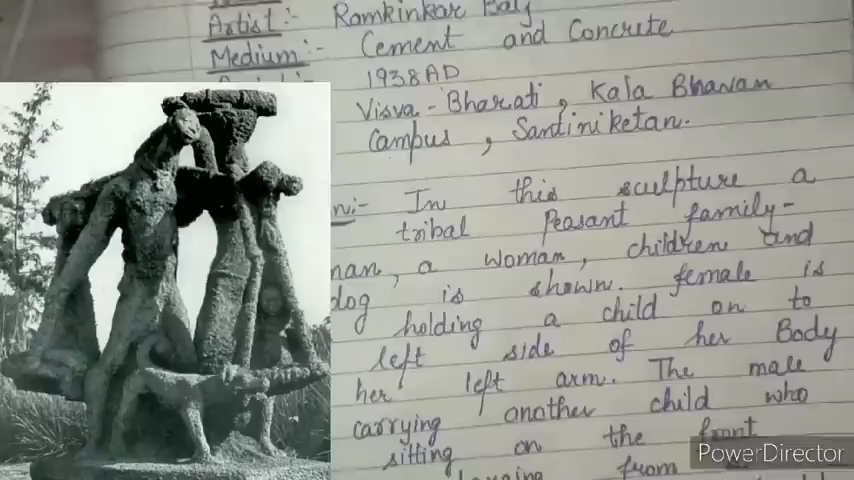 Artist :- Ramkinkar Baij
Medium :- Cement and Concrete
1938AD
Visva - Bharati , Kala Bhavan
Campus , Santiniketan.
n :- In this sculpture a
tribal Peasant family -
man, a woman, children and
dog is shown. female is
holding a child on to
left side of her Body
her left arm. The male
carrying another child who
sitting on the front
from
PowerDirector